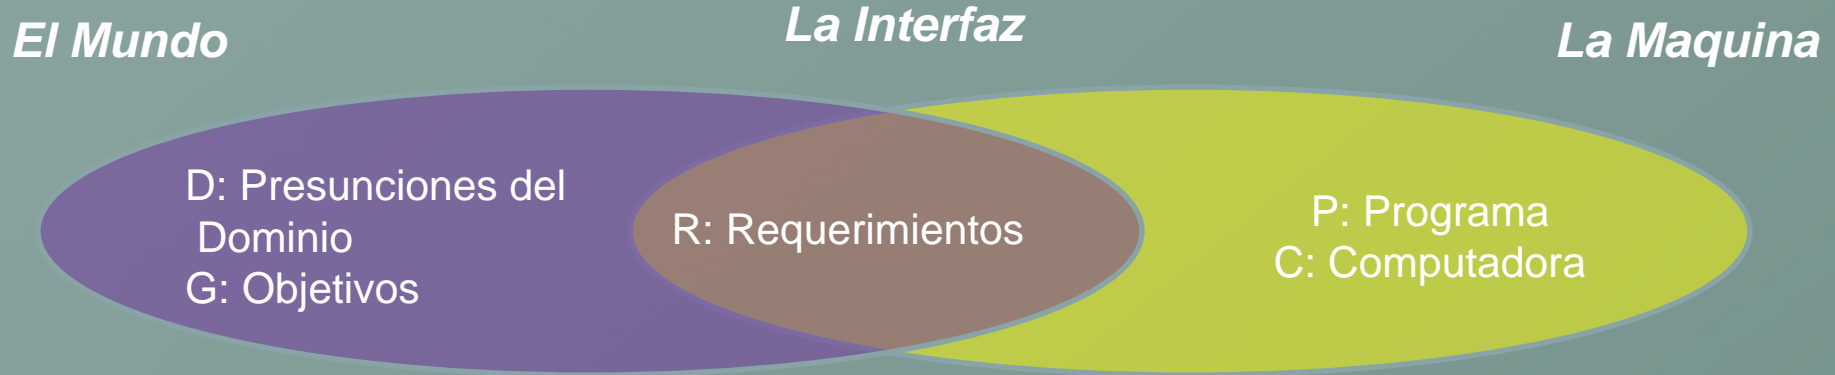 El Mundo
La Interfaz
La Maquina
D: Presunciones del
Dominio
G: Objetivos
R: Requerimientos
P: Programa
C: Computadora